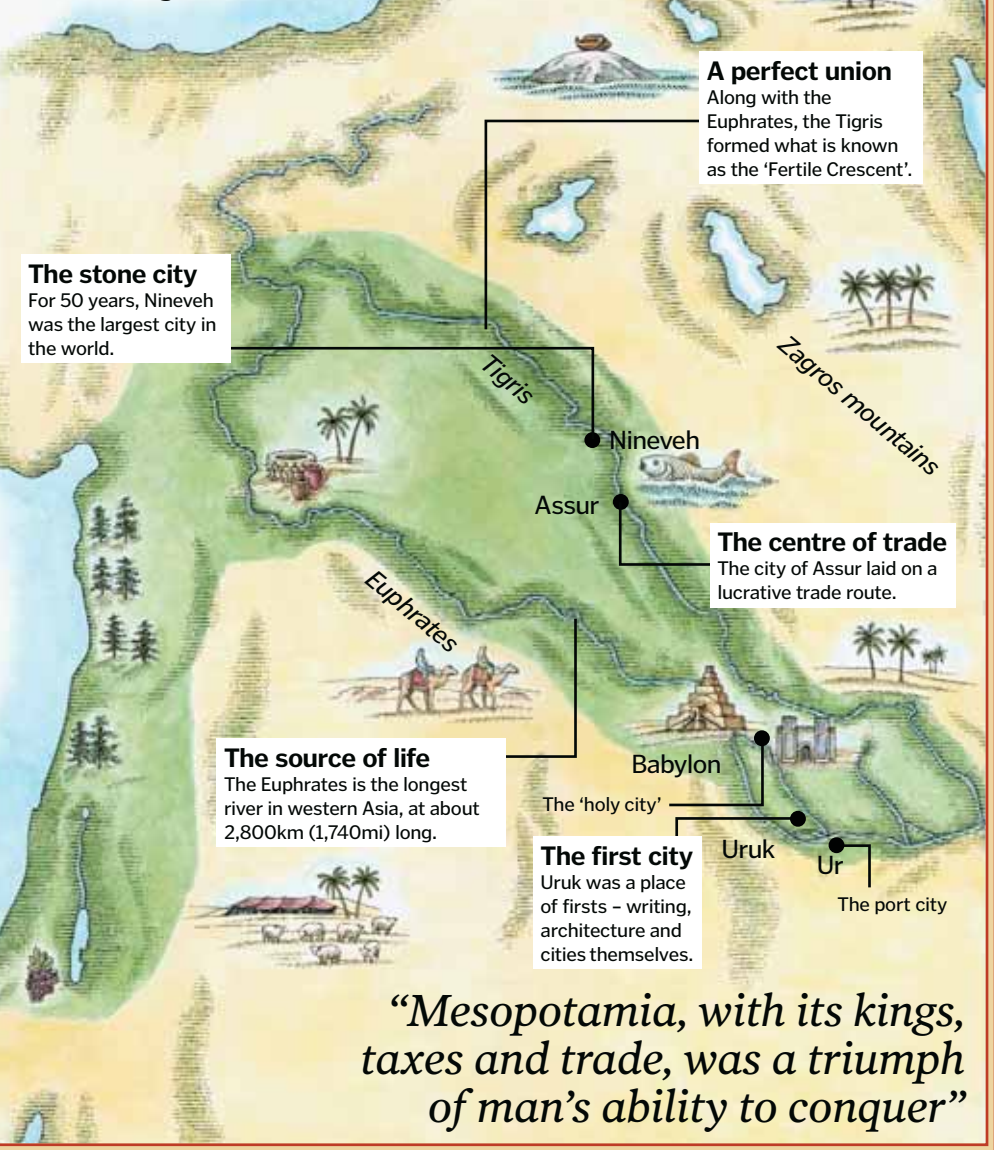 A perfect union
Along with the
Euphrates, the Tigris
formed what is known
as the ‘Fertile Crescent’.
The stone city
For 50 years, Nineveh
was the largest city in
the world.
Tigris
Zagros mountains
Nineveh
Assur
The centre of trade
The city of Assur laid on a
lucrative trade route.
Euphrates
The source of life
The Euphrates is the longest
river in western Asia, at about
2,800km (1,740mi) long.
Babylon
The ‘holy city’
The first city
Uruk was a place
of firsts – writing,
architecture and
cities themselves.
Uruk
Ur
The port city
“Mesopotamia, with its kings,
taxes and trade, was a triumph
of man’s ability to conquer”